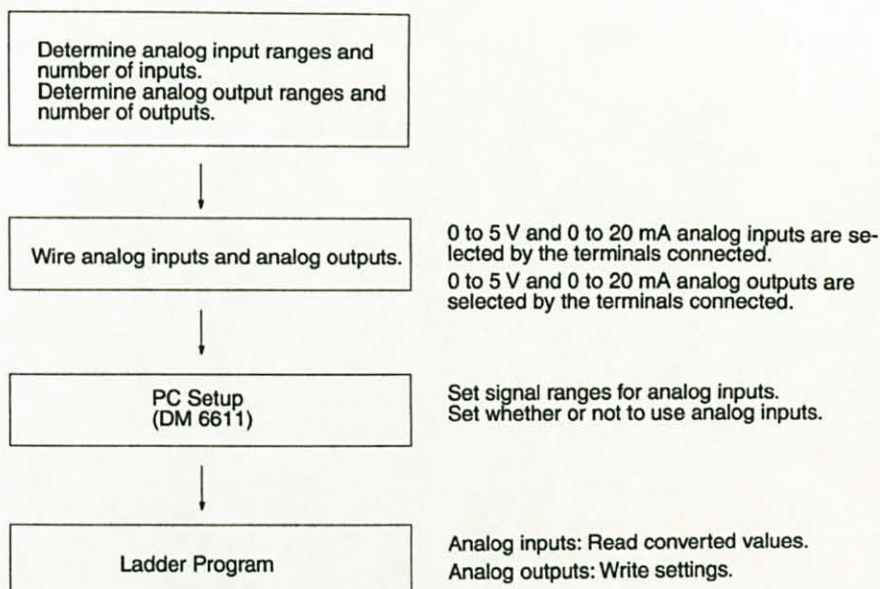 Determine analog input ranges and
number of inputs.
Determine analog output ranges and
number of outputs.
Wire analog inputs and analog outputs.
0 to 5 V and 0 to 20 mA analog inputs are se-
lected by the terminals connected.
0 to 5 V and 0 to 20 mA analog outputs are
selected by the terminals connected.
PC Setup
(DM 6611)
Set signal ranges for analog inputs.
Set whether or not to use analog inputs.
Ladder Program
Analog inputs: Read converted values.
Analog outputs: Write settings.